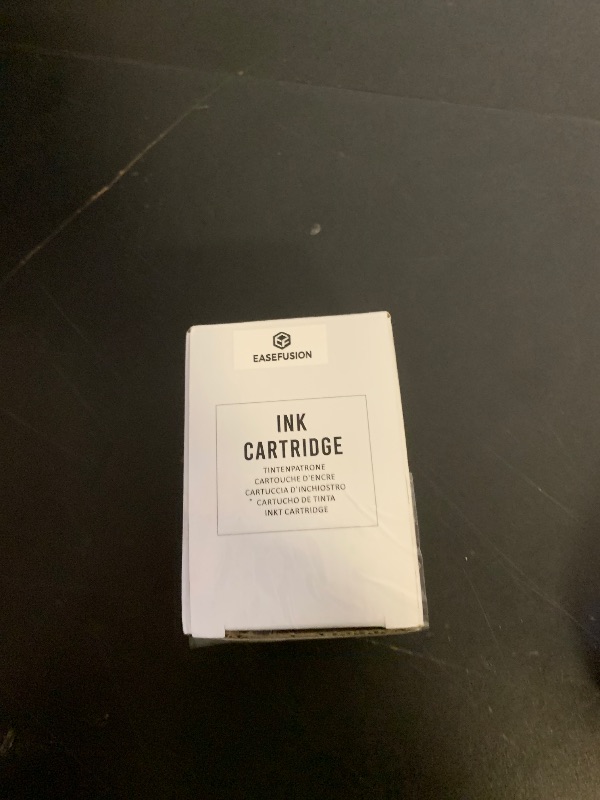 EASEFUSION
INK
CARTRIDGE
TINTENPATRONE
CARTOUCHE D'ENCRE
CARTUCCIA D'INCHIOSTRO
CARTUCHO DE TINTA
INKT CARTRIDGE